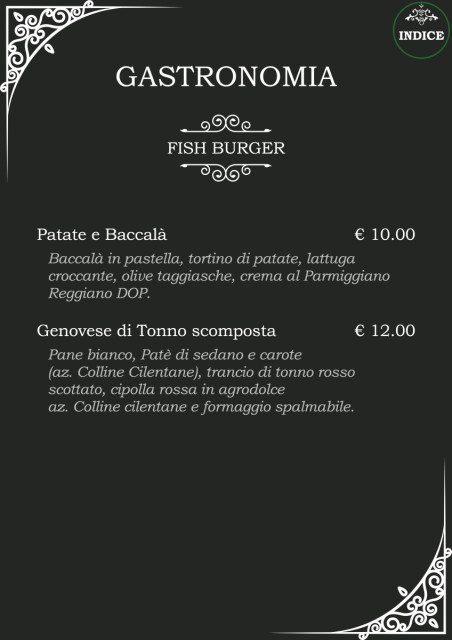 INDICE
GASTRONOMIA
FISH BURGER
Patate e Baccalà € 10.00
Baccalà in pastella, tortino di patate, lattuga
croccante, olive taggiasche, crema al Parmiggiano
Reggiano DOP.
Genovese di Tonno scomposta € 12.00
Pane bianco, Patè di sedano e carote
(az. Colline Cilentane), trancio di tonno rosso
scottato, cipolla rossa in agrodolce
az. Colline cilentane e formaggio spalmabile.